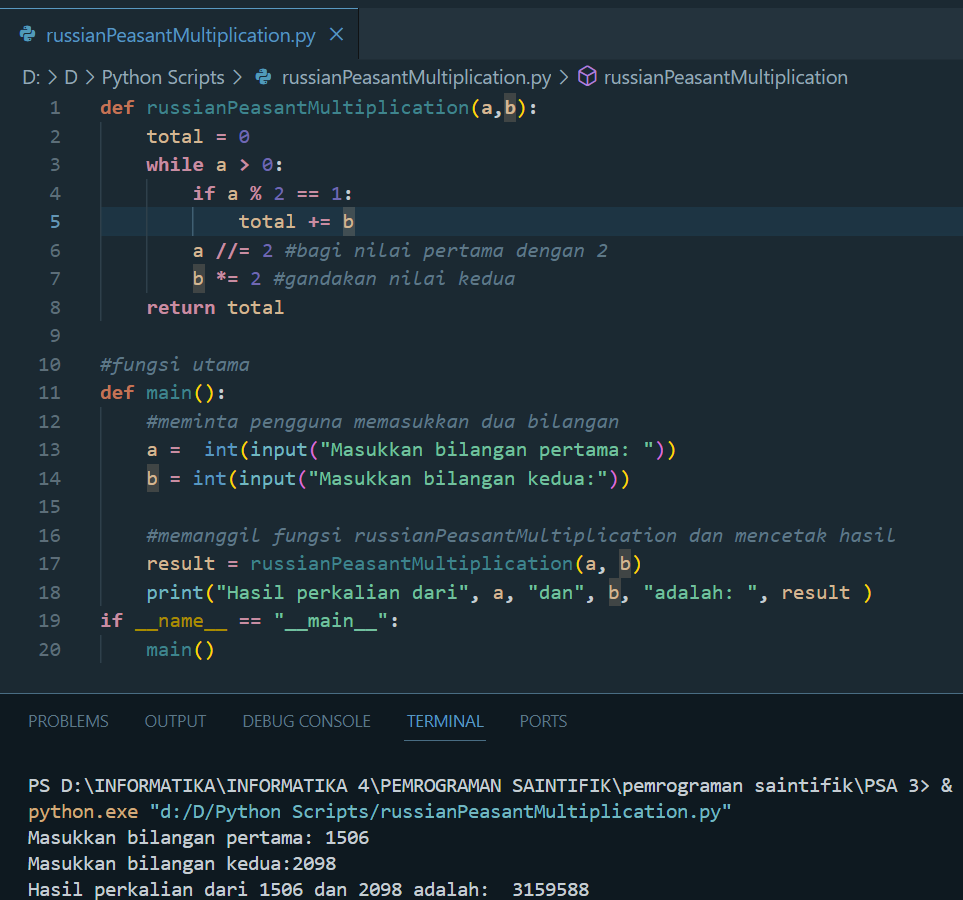 russianPeasantMultiplication.py ×
D: > D > Python Scripts > russianPeasantMultiplication.py > russianPeasantMultiplication
1 def russianPeasantMultiplication(a,b):
2     total = 0
3     while a > 0:
4         if a % 2 == 1:
5             total += b
6         a //= 2 #bagi nilai pertama dengan 2
7         b *= 2 #gandakan nilai kedua
8     return total
9
10 #fungsi utama
11 def main():
12     #meminta pengguna memasukkan dua bilangan
13     a =  int(input("Masukkan bilangan pertama: "))
14     b = int(input("Masukkan bilangan kedua:"))
15
16     #memanggil fungsi russianPeasantMultiplication dan mencetak hasil
17     result = russianPeasantMultiplication(a, b)
18     print("Hasil perkalian dari", a, "dan", b, "adalah: ", result )
19 if __name__ == "__main__":
20     main()
PROBLEMS OUTPUT DEBUG CONSOLE TERMINAL PORTS
PS D:\INFORMATIKA\INFORMATIKA 4\PEMROGRAMAN SAINTIFIK\pemrograman saintifik\PSA 3> &
python.exe "d:/D/Python Scripts/russianPeasantMultiplication.py"
Masukkan bilangan pertama: 1506
Masukkan bilangan kedua:2098
Hasil perkalian dari 1506 dan 2098 adalah:  3159588